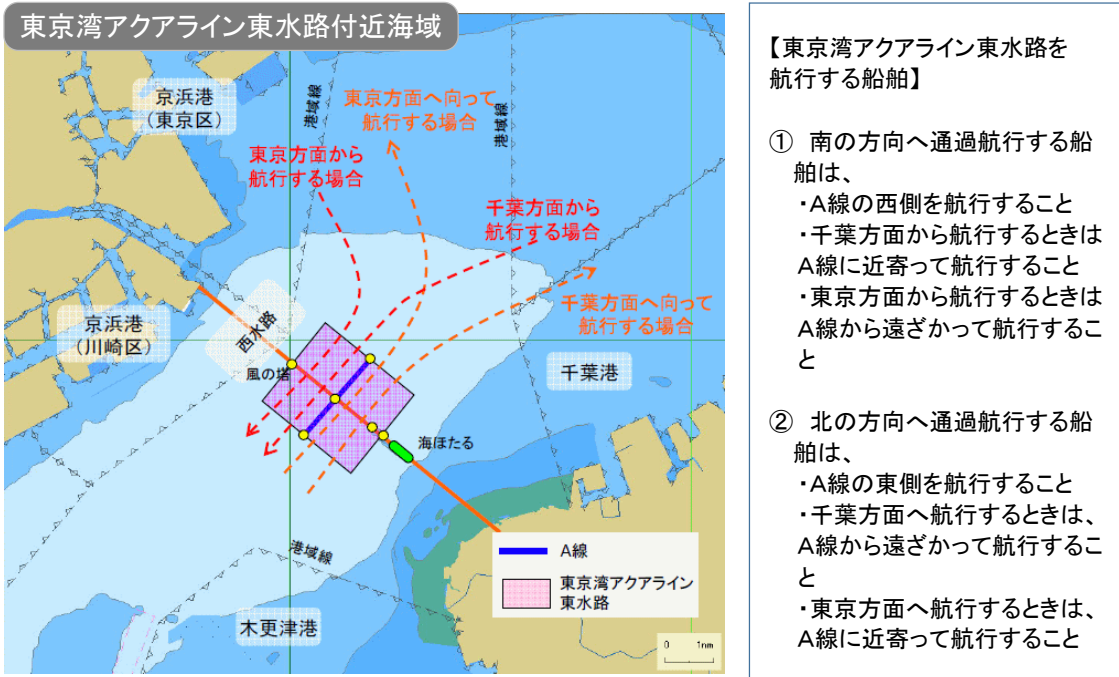 東京湾アクアライン東水路付近海域
京浜港
（東京区）
港域線
東京方面へ向って
航行する場合
港域線
東京方面から
航行する場合
千葉方面から
航行する場合
千葉方面へ向って
航行する場合
京浜港
（川崎区）
西水路
風の塔
千葉港
海ほたる
港域線
木更津港
A線
東京湾アクアライン
東水路
0 1nm
【東京湾アクアライン東水路を
航行する船舶】
① 南の方向へ通過航行する船
舶は、
・A線の西側を航行すること
・千葉方面から航行するときは
A線に近寄って航行すること
・東京方面から航行するときは
A線から遠ざかって航行するこ
と
② 北の方向へ通過航行する船
舶は、
・A線の東側を航行すること
・千葉方面へ航行するときは、
A線から遠ざかって航行するこ
と
・東京方面へ航行するときは、
A線に近寄って航行すること